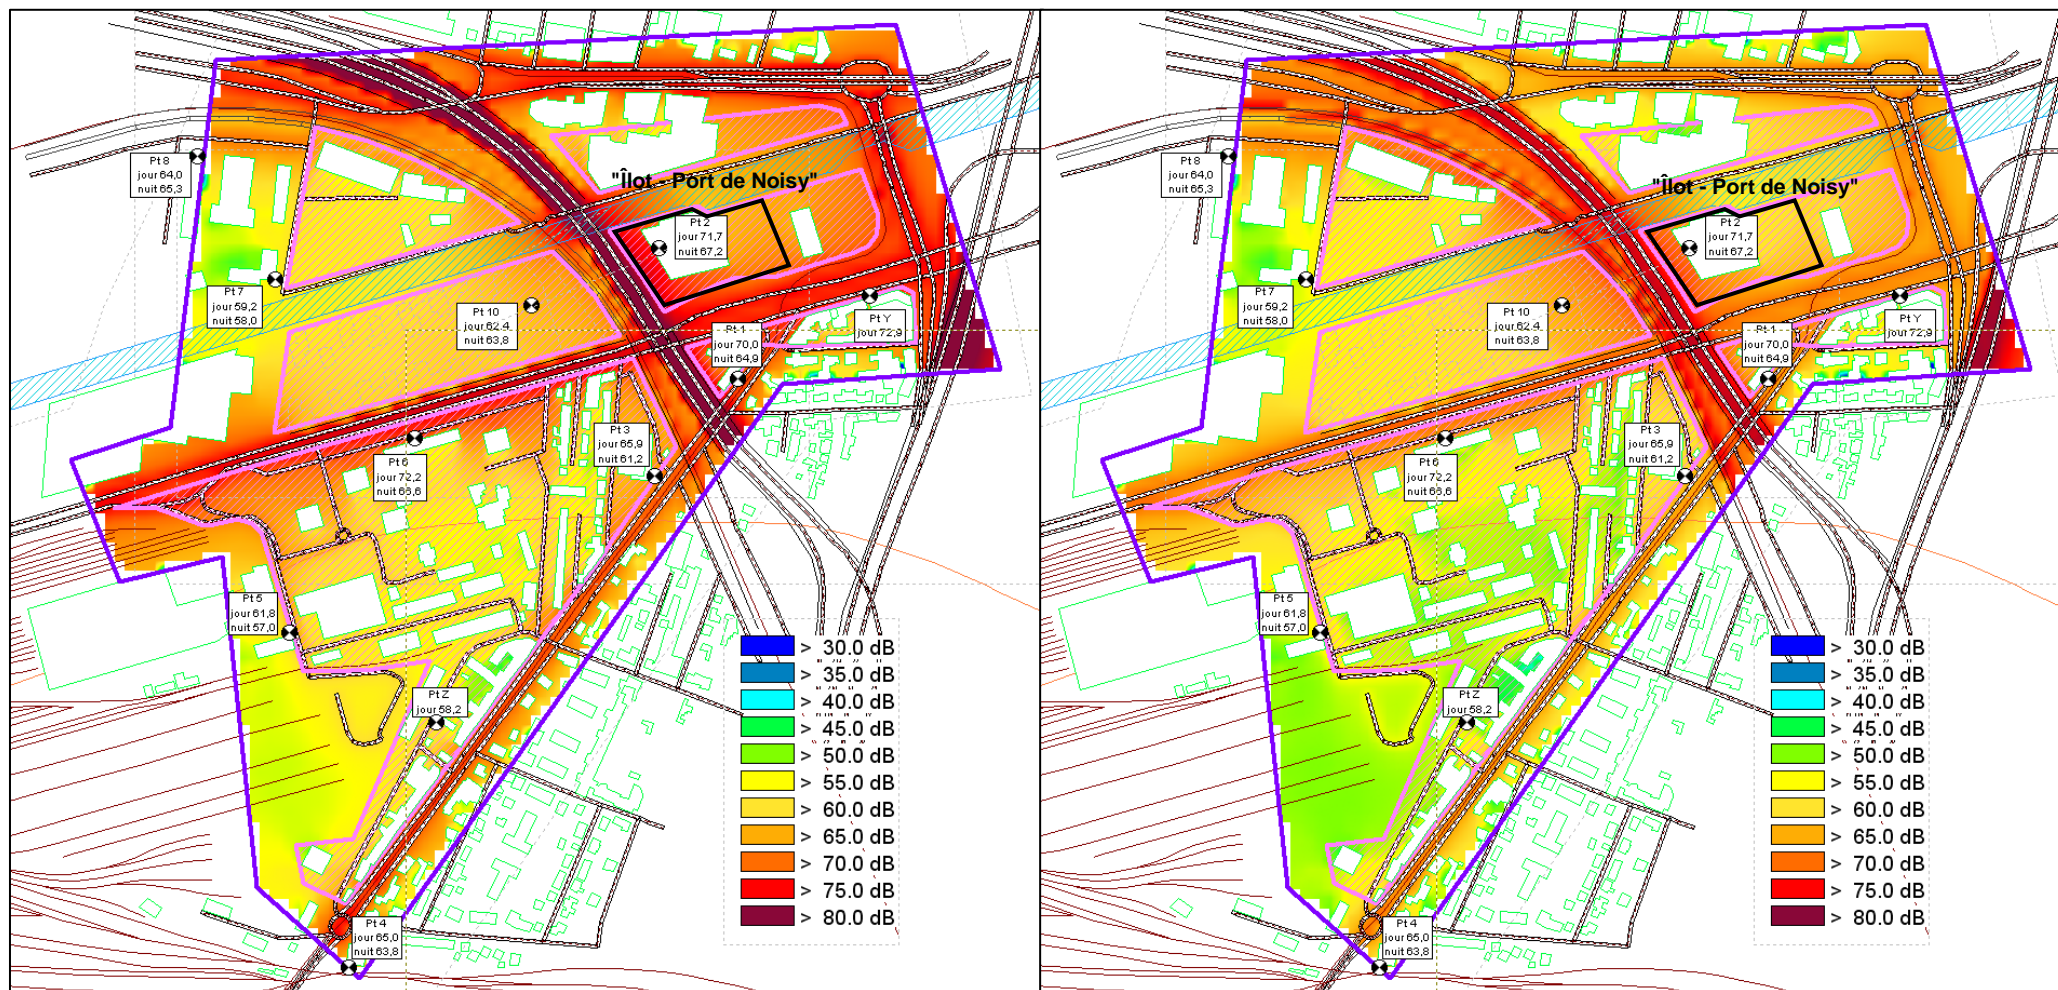 "Îlot - Port de Noisy"
Pt 8
jour 64,0
nuit 65,3
Pt 2
jour 71,7
nuit 67,2
Pt 7
jour 59,2
nuit 58,0
Pt 10
jour 62,4
nuit 63,8
Pt Y
jour 72,9
Pt 1
jour 70,0
nuit 64,9
Pt 3
jour 65,9
nuit 61,2
Pt 6
jour 72,2
nuit 66,6
Pt 5
jour 61,8
nuit 57,0
Pt Z
jour 58,2
Pt 4
jour 65,0
nuit 63,8
> 30.0 dB
> 35.0 dB
> 40.0 dB
> 45.0 dB
> 50.0 dB
> 55.0 dB
> 60.0 dB
> 65.0 dB
> 70.0 dB
> 75.0 dB
> 80.0 dB
"Îlot - Port de Noisy"
Pt 8
jour 64,0
nuit 65,3
Pt 2
jour 71,7
nuit 67,2
Pt 7
jour 59,2
nuit 58,0
Pt 10
jour 62,4
nuit 63,8
Pt Y
jour 72,9
Pt 1
jour 70,0
nuit 64,9
Pt 3
jour 65,9
nuit 61,2
Pt 6
jour 72,2
nuit 66,6
Pt 5
jour 61,8
nuit 57,0
Pt Z
jour 58,2
Pt 4
jour 65,0
nuit 63,8
> 30.0 dB
> 35.0 dB
> 40.0 dB
> 45.0 dB
> 50.0 dB
> 55.0 dB
> 60.0 dB
> 65.0 dB
> 70.0 dB
> 75.0 dB
> 80.0 dB